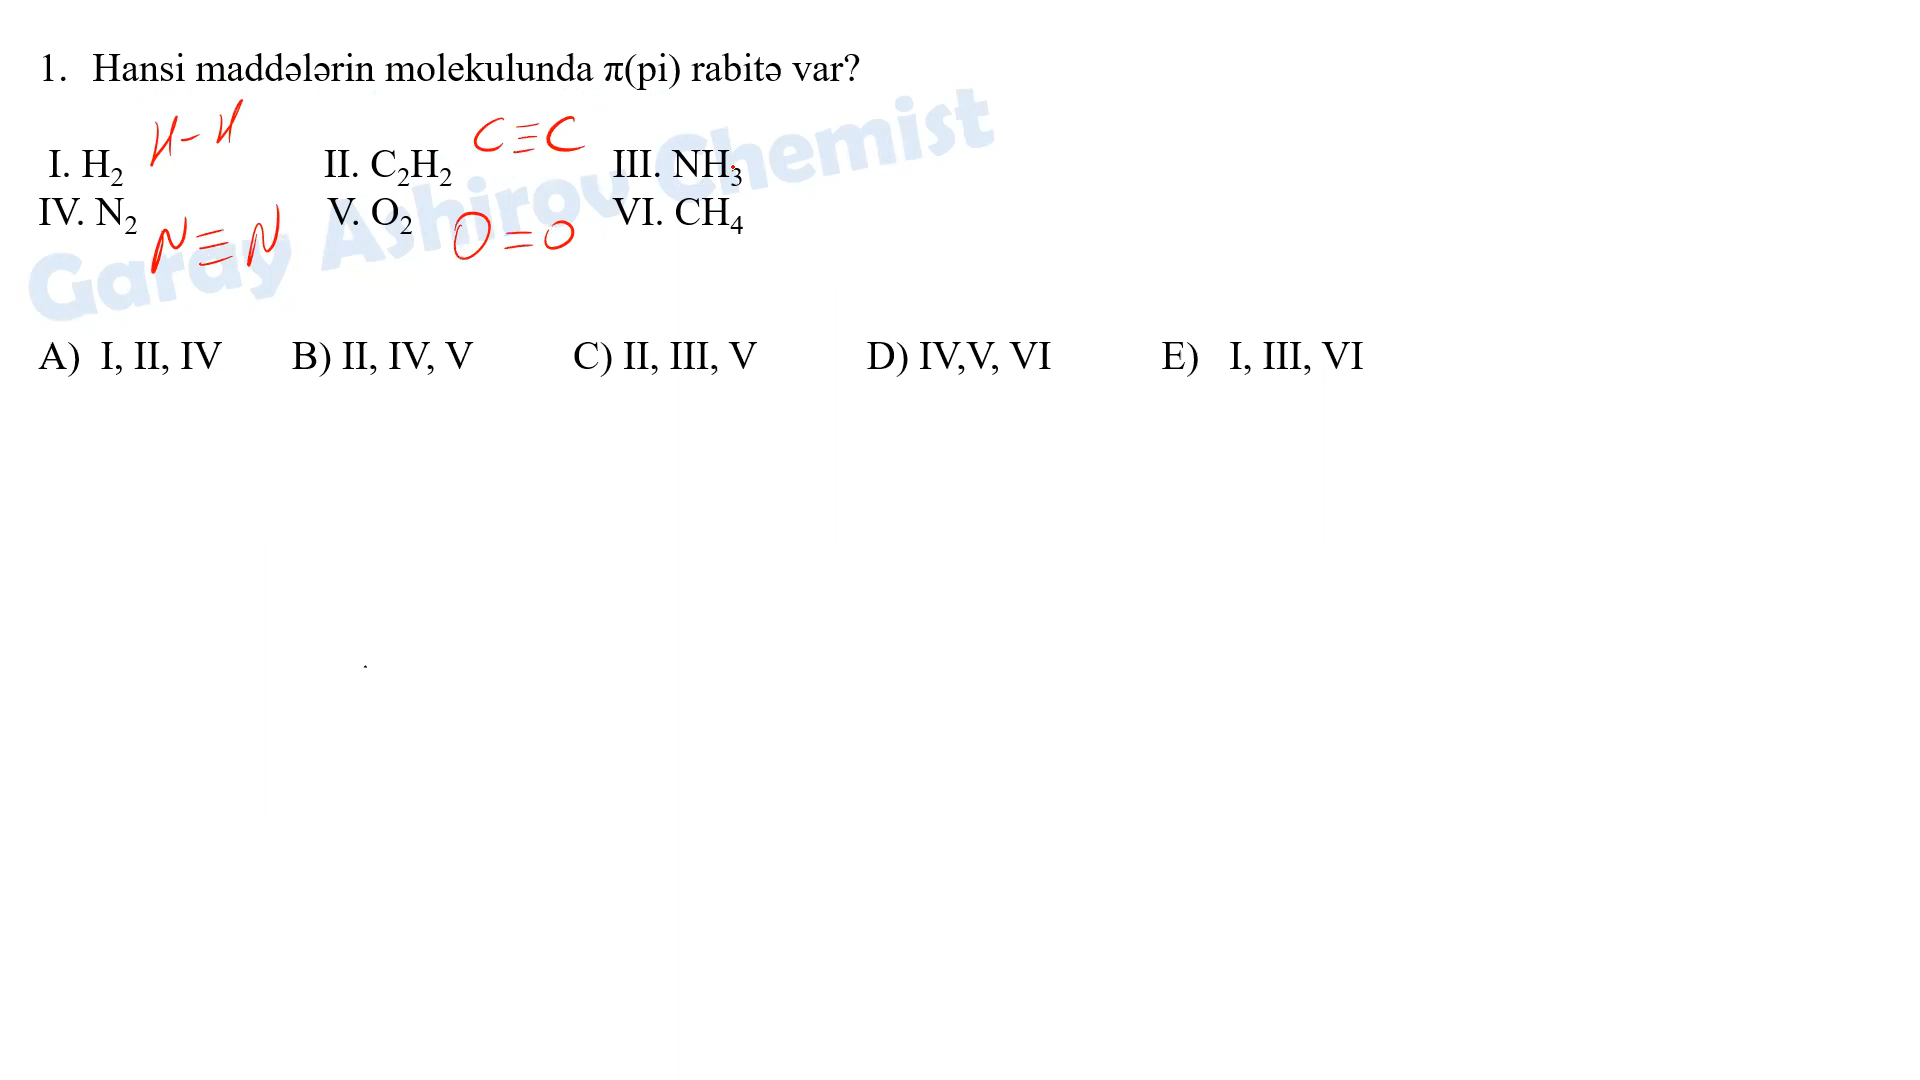 1. Hansi maddələrin molekulunda π(pi) rabitə var?
H-H C≡C
I. H₂ II. C₂H₂ III. NH₃
IV. N₂ V. O₂ VI. CH₄
N≡N O=O
Garay Ashirov Chemist
A) I, II, IV B) II, IV, V C) II, III, V D) IV,V, VI E) I, III, VI